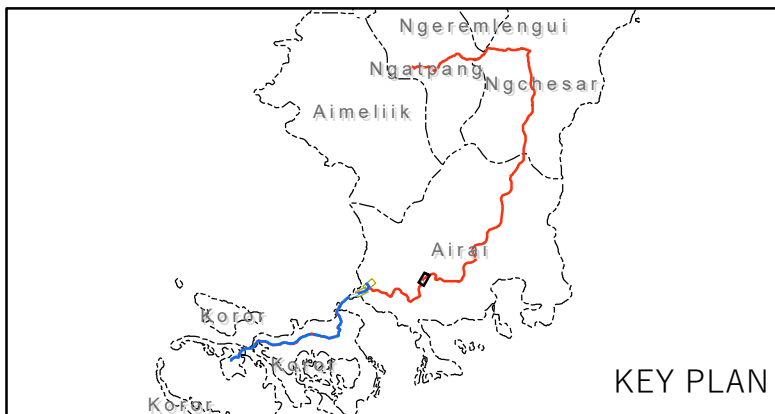 Ngeremlengui
Ngatpang
Ngchesar
Aimeliik
Airai
Koror
Koror
KEY PLAN
Koror